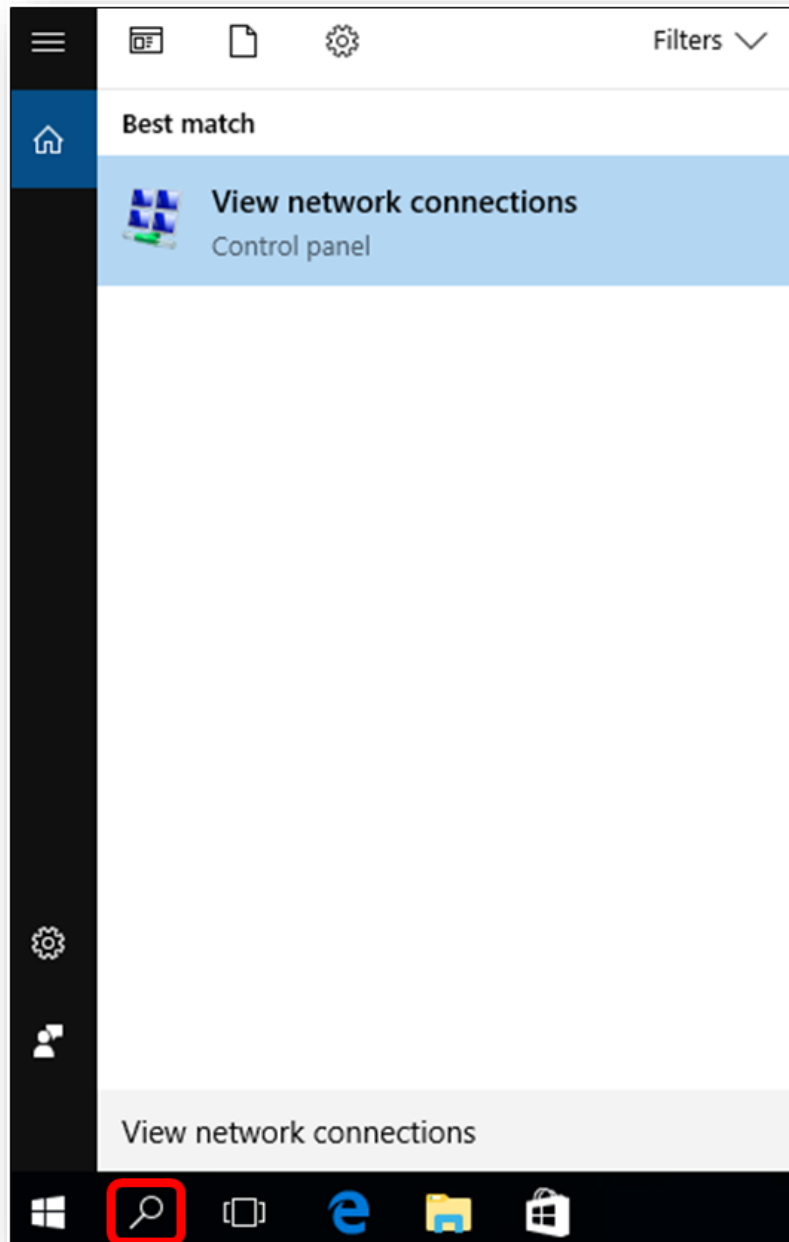 Filters
Best match
View network connections
Control panel
View network connections